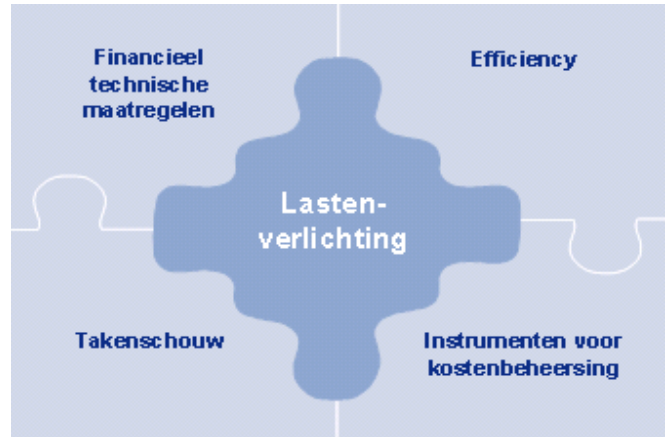 Financieel
technische
maatregelen
Efficiency
Lasten-
verlichting
Takenschouw
Instrumenten voor
kostenbeheersing